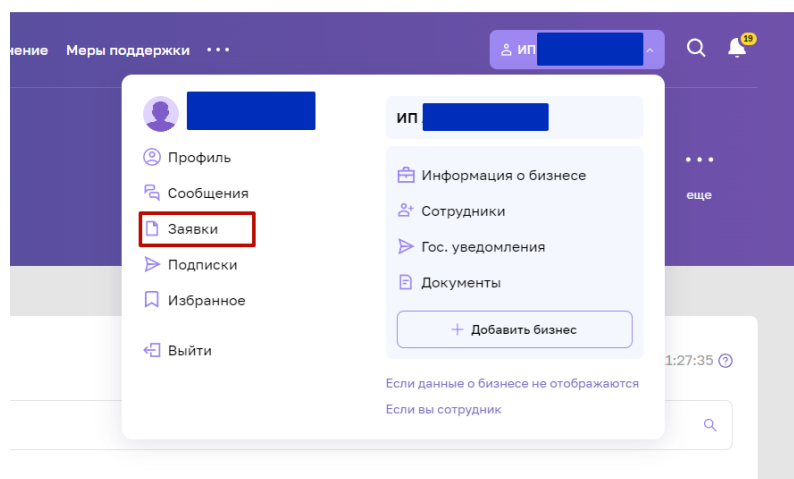 нение Меры поддержки ••• ИП 19
Профиль
Сообщения
Заявки
Подписки
Избранное
Выйти
ИП
Информация о бизнесе
Сотрудники
Гос. уведомления
Документы
+ Добавить бизнес
Если данные о бизнесе не отображаются
Если вы сотрудник
•••
еще
1:27:35